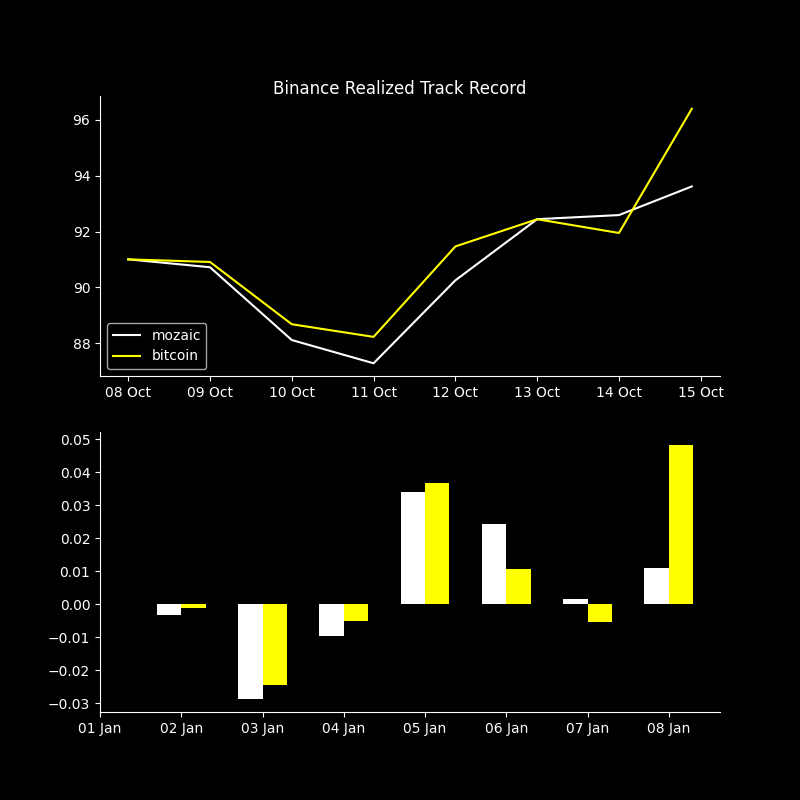 Binance Realized Track Record
96
94
92
90
88
mozaic
bitcoin
08 Oct 09 Oct 10 Oct 11 Oct 12 Oct 13 Oct 14 Oct 15 Oct
0.05
0.04
0.03
0.02
0.01
0.00
−0.01
−0.02
−0.03
01 Jan 02 Jan 03 Jan 04 Jan 05 Jan 06 Jan 07 Jan 08 Jan